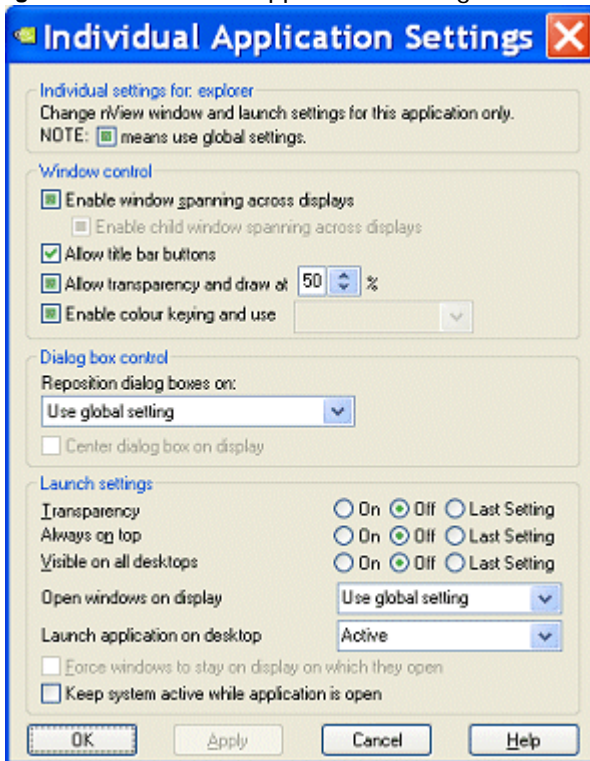 Individual Application Settings
Individual settings for: explorer
Change nView window and launch settings for this application only.
NOTE: means use global settings.
Window control
Enable window spanning across displays
Enable child window spanning across displays
Allow title bar buttons
Allow transparency and draw at 50 %
Enable colour keying and use
Dialog box control
Reposition dialog boxes on:
Use global setting
Center dialog box on display
Launch settings
Transparency On Off Last Setting
Always on top On Off Last Setting
Visible on all desktops On Off Last Setting
Open windows on display Use global setting
Launch application on desktop Active
Force windows to stay on display on which they open
Keep system active while application is open
OK Apply Cancel Help